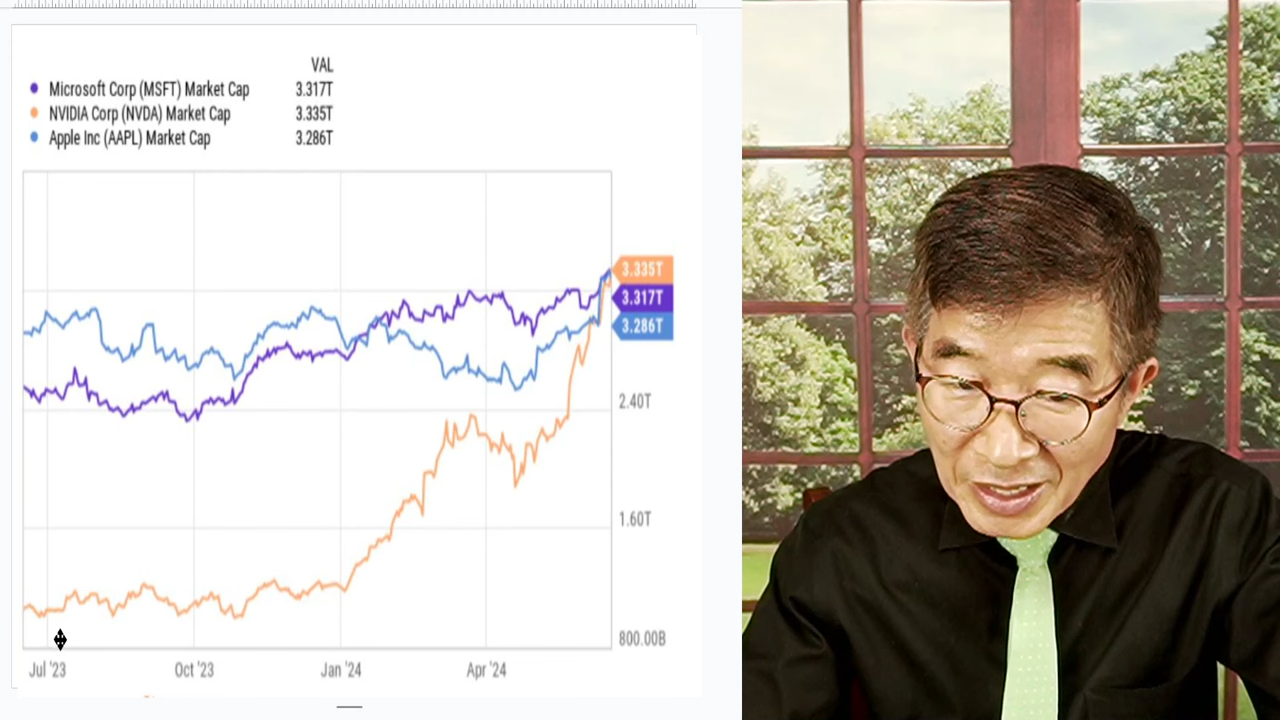 VAL
Microsoft Corp (MSFT) Market Cap 3.317T
NVIDIA Corp (NVDA) Market Cap 3.335T
Apple Inc (AAPL) Market Cap 3.286T
3.335T
3.317T
3.286T
2.40T
1.60T
800.00B
Jul '23 Oct '23 Jan '24 Apr '24